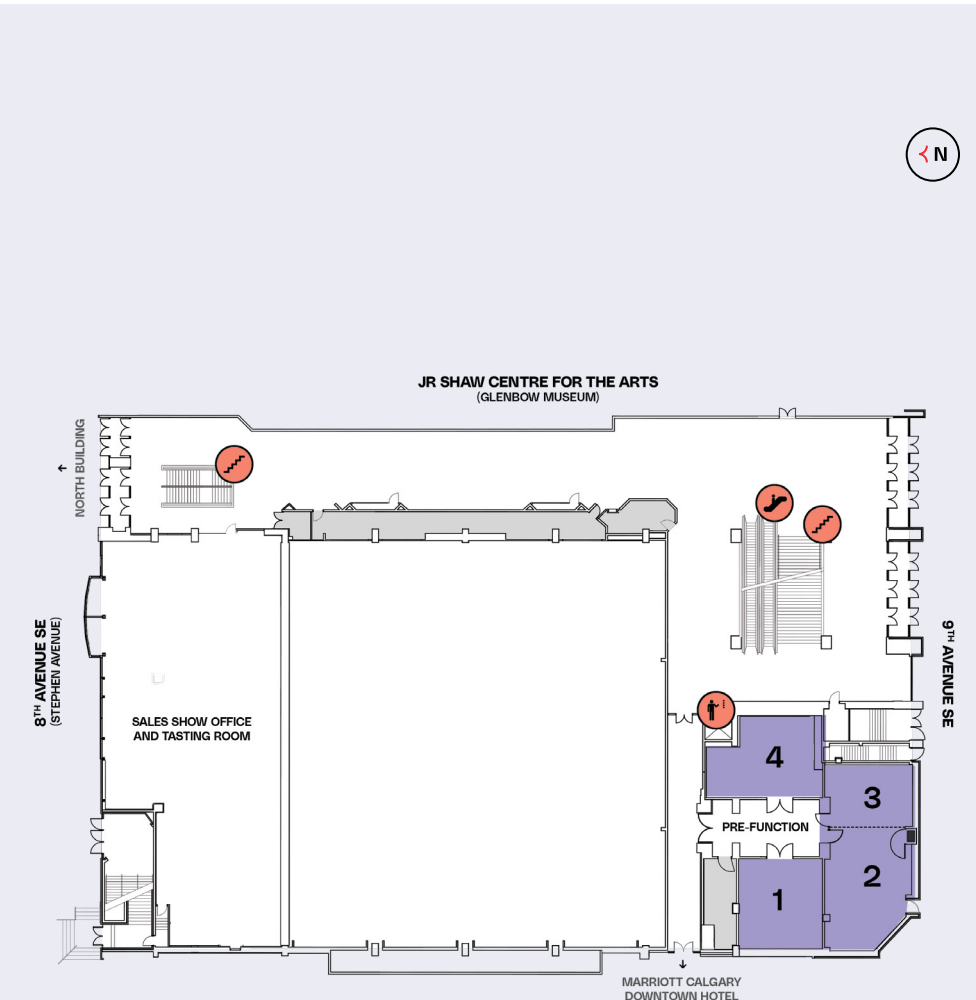 N
JR SHAW CENTRE FOR THE ARTS
(GLENBOW MUSEUM)
NORTH BUILDING
8TH AVENUE SE
(STEPHEN AVENUE)
9TH AVENUE SE
SALES SHOW OFFICE
AND TASTING ROOM
4
3
PRE-FUNCTION
2
1
MARRIOTT CALGARY
DOWNTOWN HOTEL